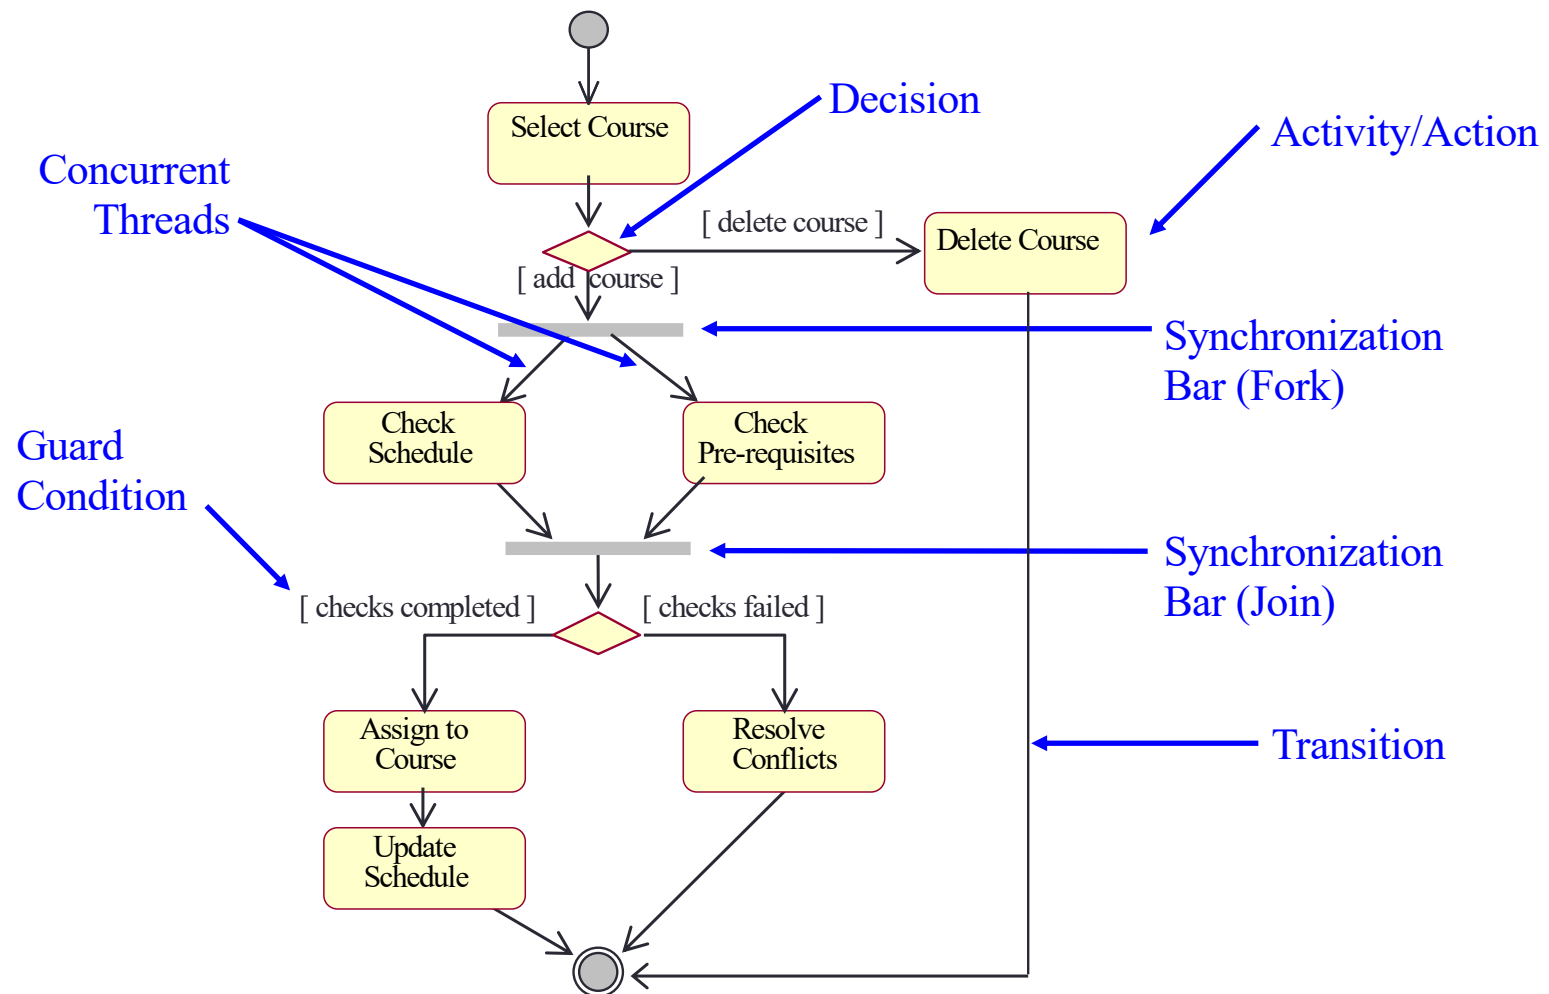 Decision
Activity/Action
Select Course
Concurrent
Threads
[ delete course ]
Delete Course
[ add course ]
Synchronization
Bar (Fork)
Check
Schedule
Check
Pre-requisites
Guard
Condition
Synchronization
Bar (Join)
[ checks completed ]
[ checks failed ]
Assign to
Course
Resolve
Conflicts
Transition
Update
Schedule